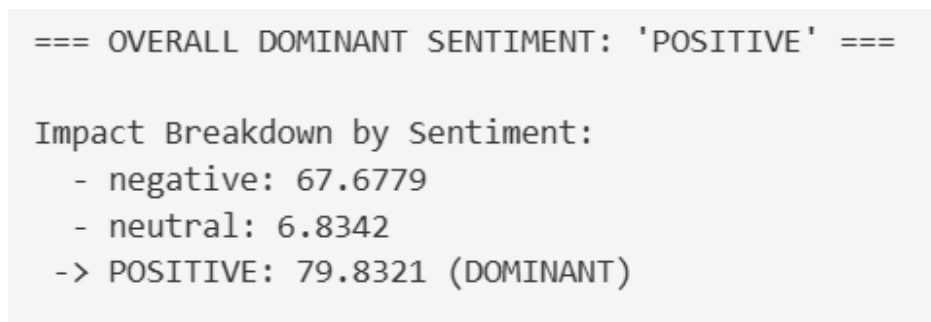 === OVERALL DOMINANT SENTIMENT: 'POSITIVE' ===
Impact Breakdown by Sentiment:
- negative: 67.6779
- neutral: 6.8342
-> POSITIVE: 79.8321 (DOMINANT)